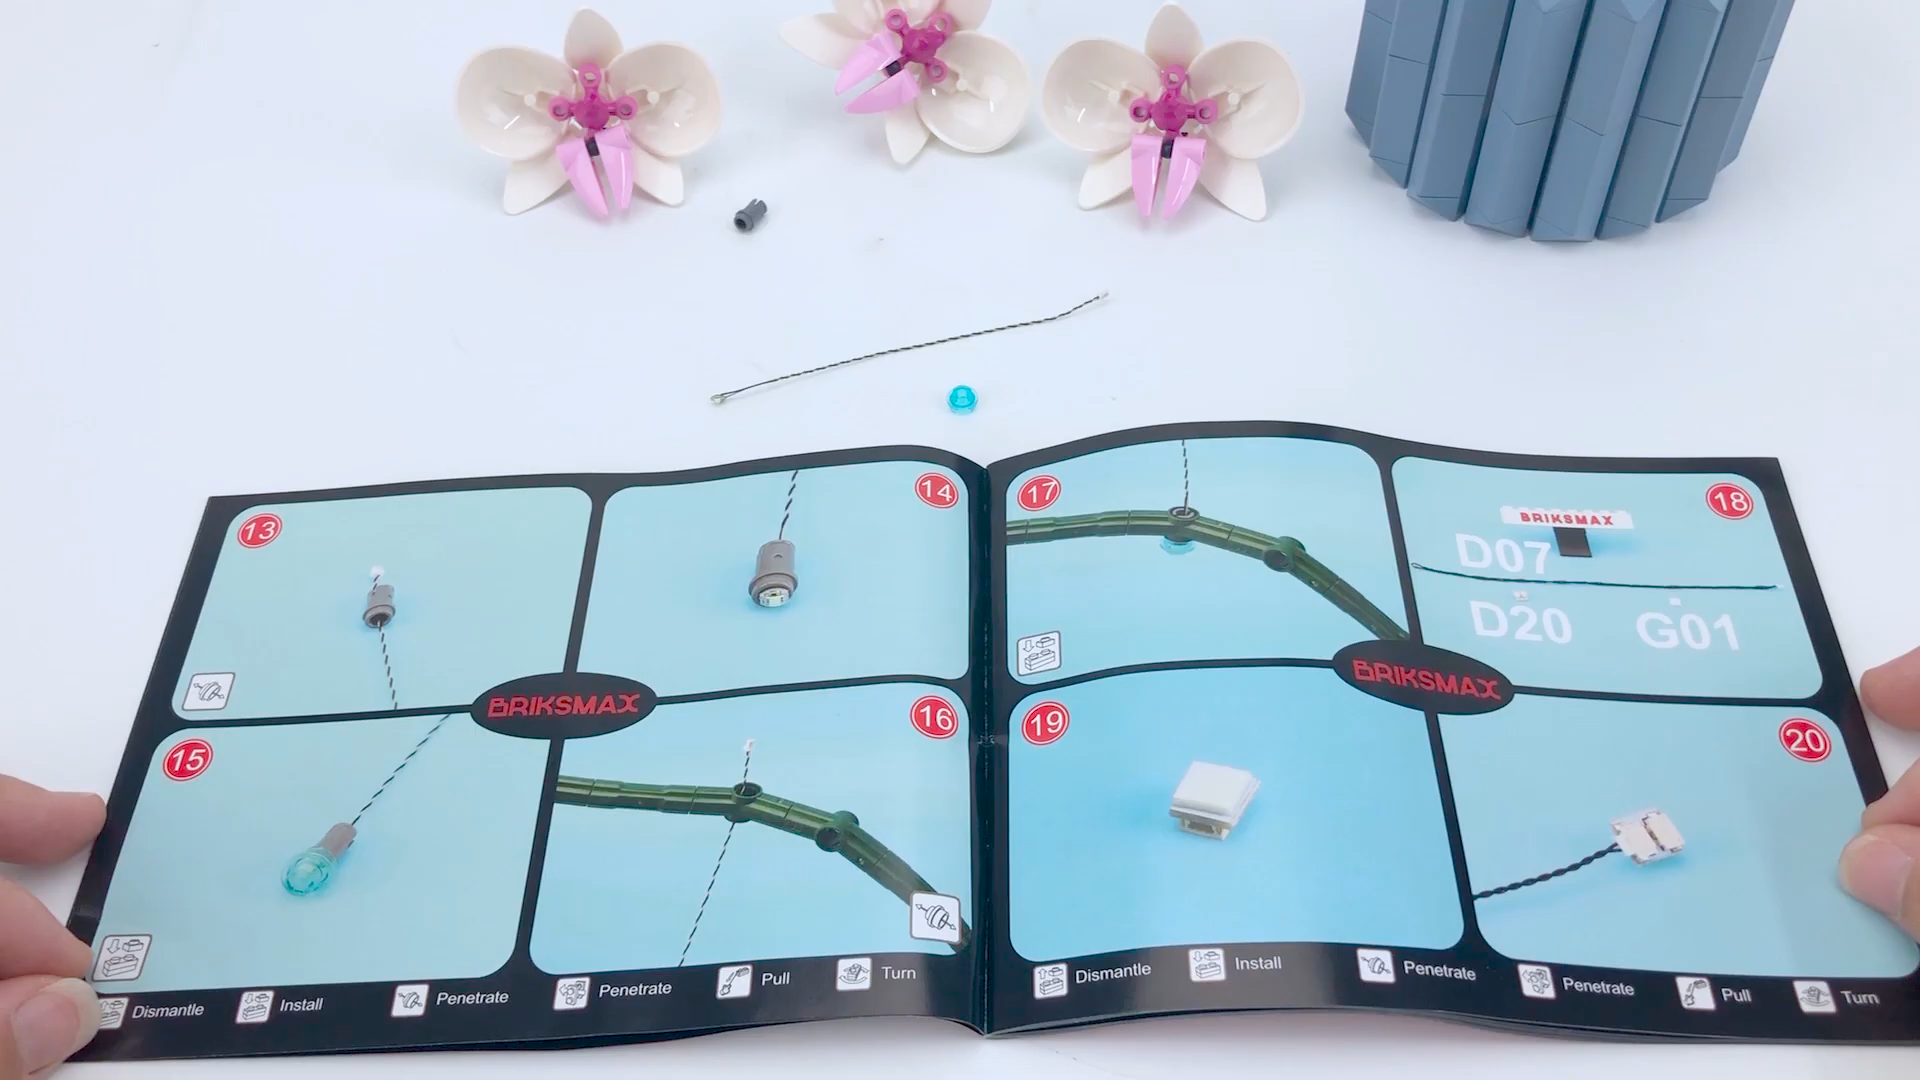 13
14
BRIKSMAX
15
16
Dismantle
Install
Penetrate
Penetrate
Pull
Turn
17
18
BRIKSMAX
D07
D20
G01
BRIKSMAX
19
20
Dismantle
Install
Penetrate
Penetrate
Pull
Turn